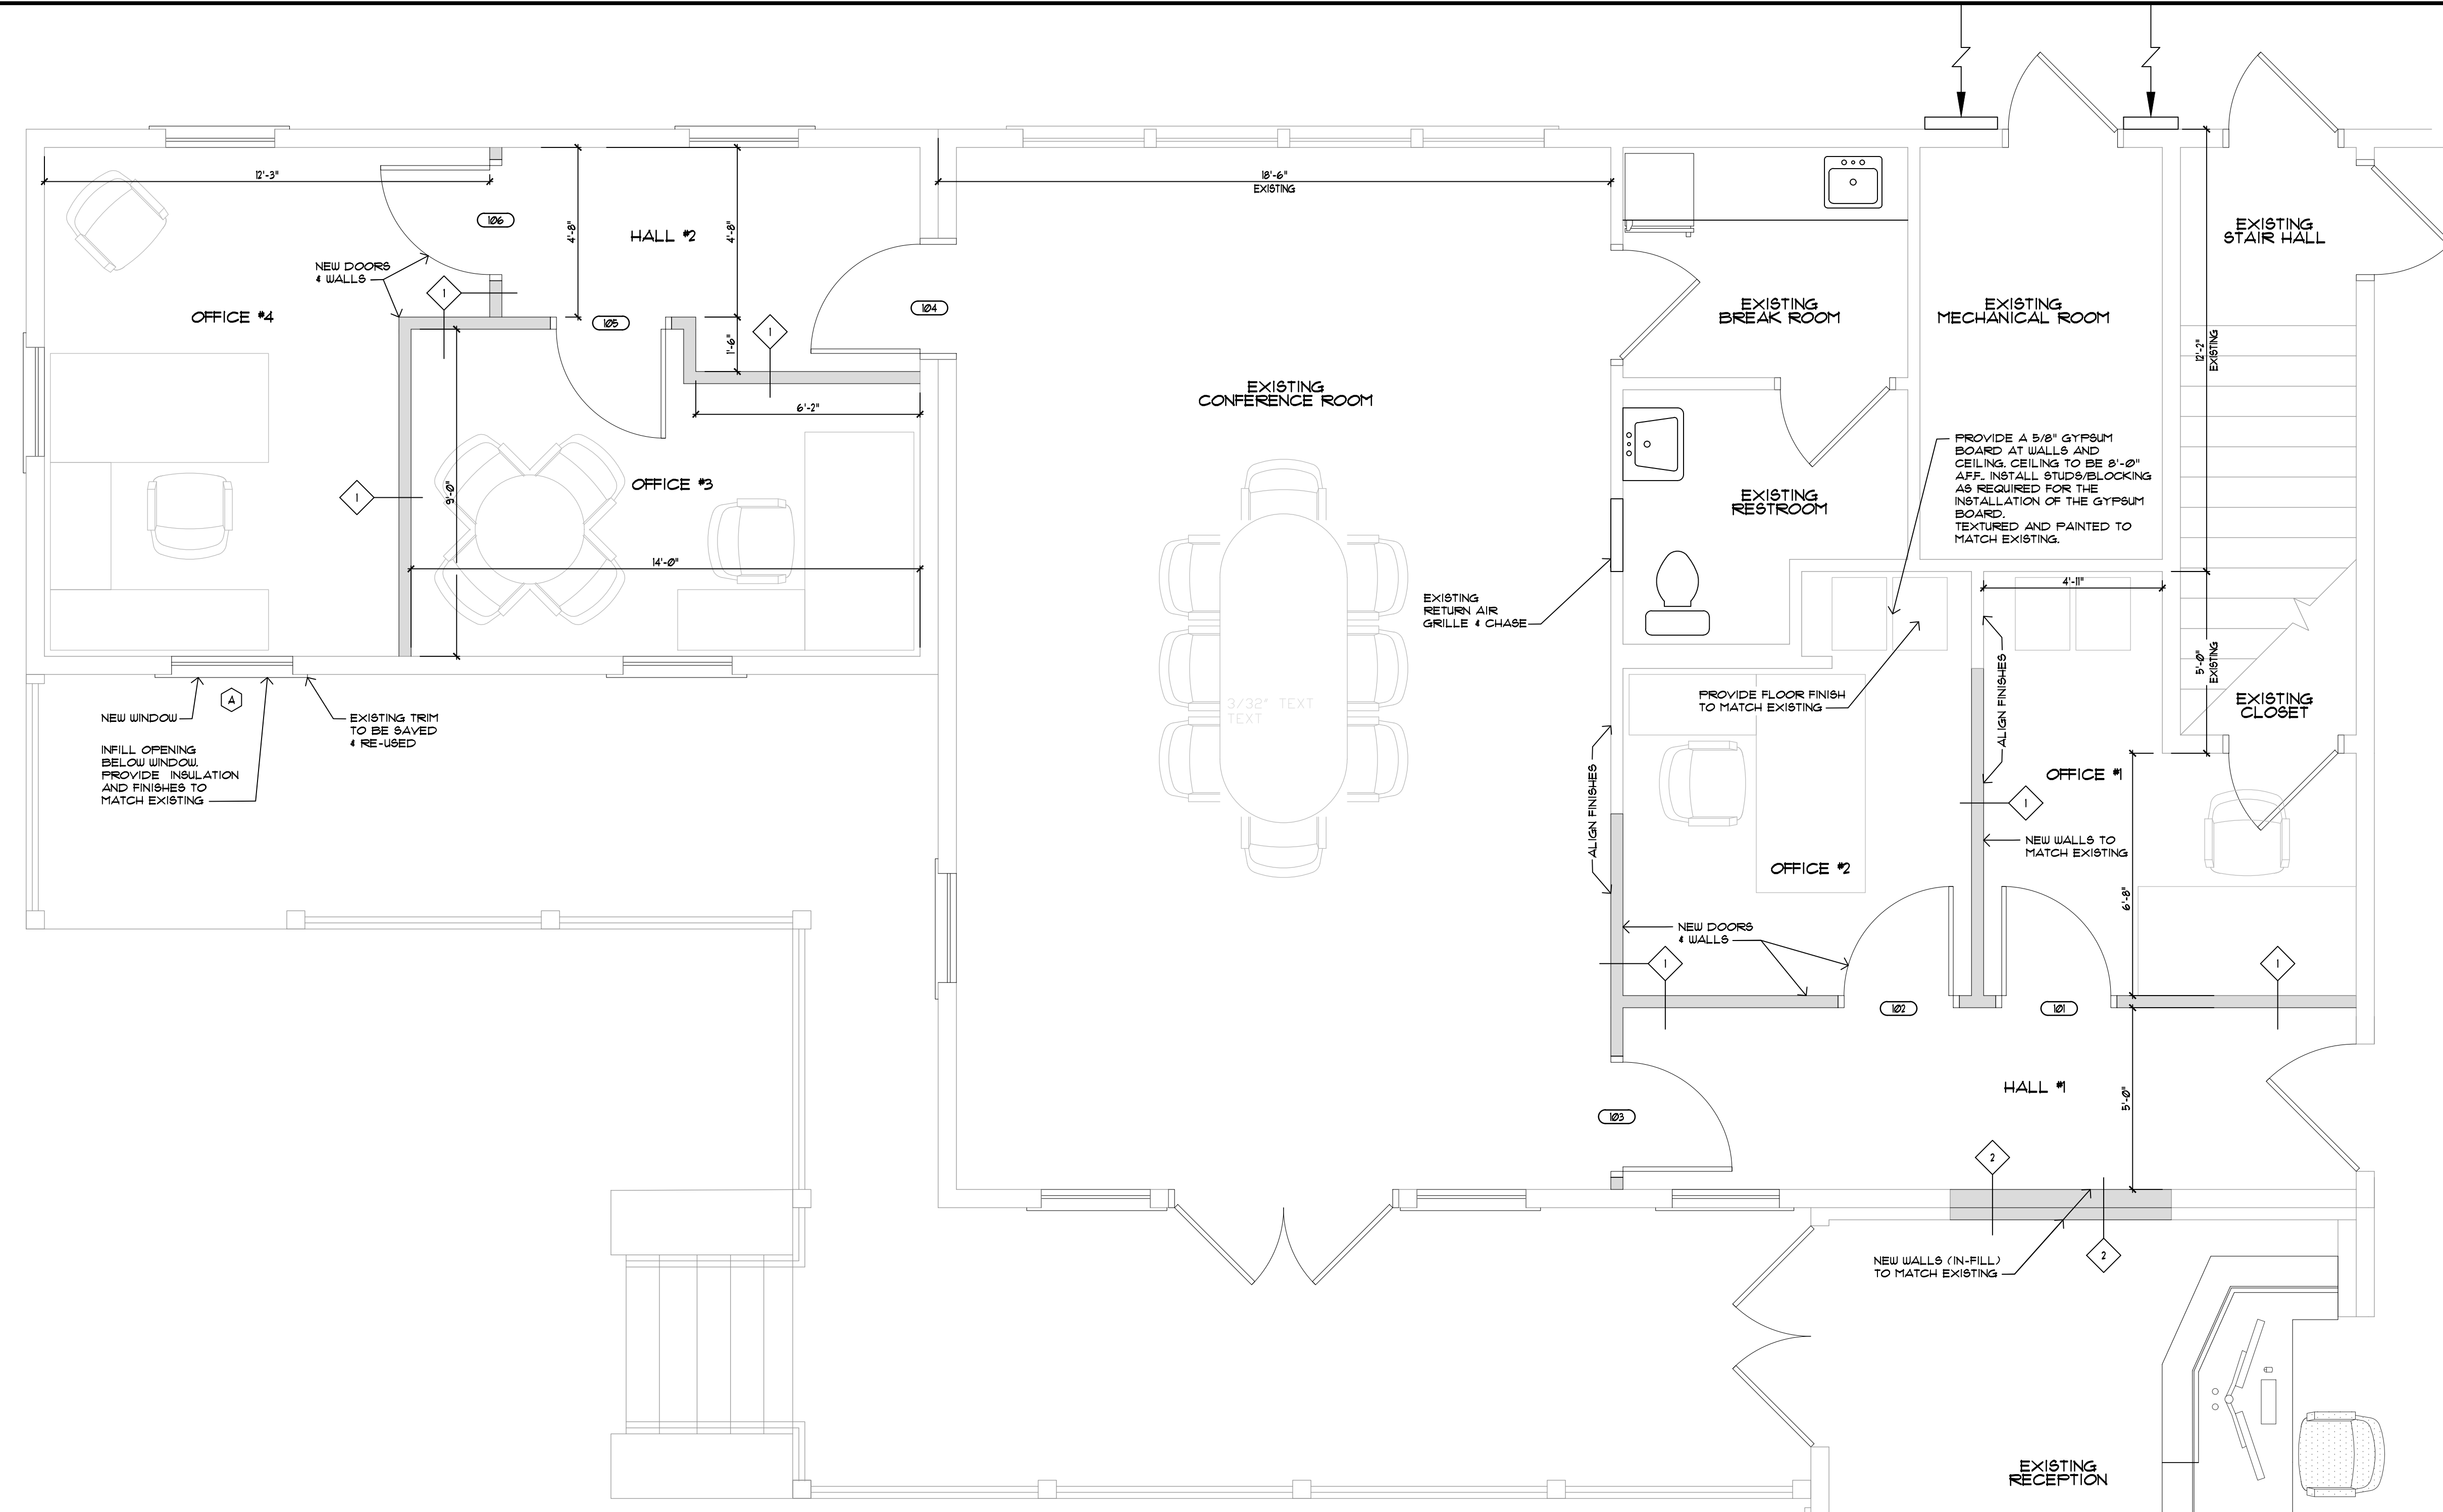 12'-3"
18'-6"
EXISTING
106
4'-8"
HALL #2
4'-8"
EXISTING
STAIR HALL
NEW DOORS
& WALLS
1
OFFICE #4
105
1
1'-6"
104
EXISTING
BREAK ROOM
EXISTING
MECHANICAL ROOM
12'-2"
EXISTING
EXISTING
CONFERENCE ROOM
6'-2"
PROVIDE A 5/8" GYPSUM
BOARD AT WALLS AND
CEILING. CEILING TO BE 8'-0"
A.F.F.. INSTALL STUDS/BLOCKING
AS REQUIRED FOR THE
INSTALLATION OF THE GYPSUM
BOARD.
TEXTURED AND PAINTED TO
MATCH EXISTING.
1
9'-0"
OFFICE #3
EXISTING
RESTROOM
14'-0"
4'-11"
EXISTING
RETURN AIR
GRILLE & CHASE
5'-0"
EXISTING
ALIGN FINISHES
PROVIDE FLOOR FINISH
TO MATCH EXISTING
EXISTING
CLOSET
3/32" TEXT
TEXT
NEW WINDOW
A
EXISTING TRIM
TO BE SAVED
& RE-USED
INFILL OPENING
BELOW WINDOW.
PROVIDE INSULATION
AND FINISHES TO
MATCH EXISTING
ALIGN FINISHES
OFFICE #1
1
NEW WALLS TO
MATCH EXISTING
OFFICE #2
6'-8"
NEW DOORS
& WALLS
1
1
102
101
HALL #1
5'-0"
103
2
NEW WALLS (IN-FILL)
TO MATCH EXISTING
2
EXISTING
RECEPTION